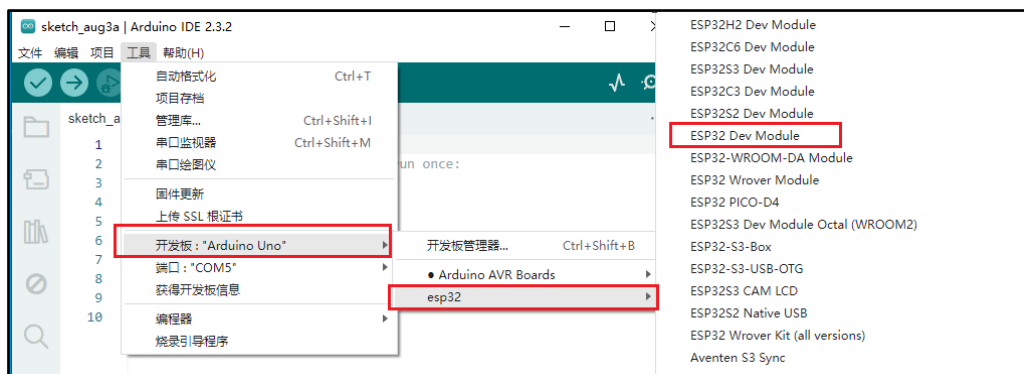 sketch_aug3a | Arduino IDE 2.3.2
文件 编辑 项目 工具 帮助(H)
sketch_a
1
2
3
4
5
6
7
8
9
10
un once:
自动格式化 Ctrl+T
项目存档
管理库... Ctrl+Shift+I
串口监视器 Ctrl+Shift+M
串口绘图仪
固件更新
上传 SSL 根证书
开发板："Arduino Uno"
端口："COM5"
获得开发板信息
编程器
烧录引导程序
开发板管理器... Ctrl+Shift+B
● Arduino AVR Boards
esp32
ESP32H2 Dev Module
ESP32C6 Dev Module
ESP32S3 Dev Module
ESP32C3 Dev Module
ESP32S2 Dev Module
ESP32 Dev Module
ESP32-WROOM-DA Module
ESP32 Wrover Module
ESP32 PICO-D4
ESP32S3 Dev Module Octal (WROOM2)
ESP32-S3-Box
ESP32-S3-USB-OTG
ESP32S3 CAM LCD
ESP32S2 Native USB
ESP32 Wrover Kit (all versions)
Aventen S3 Sync